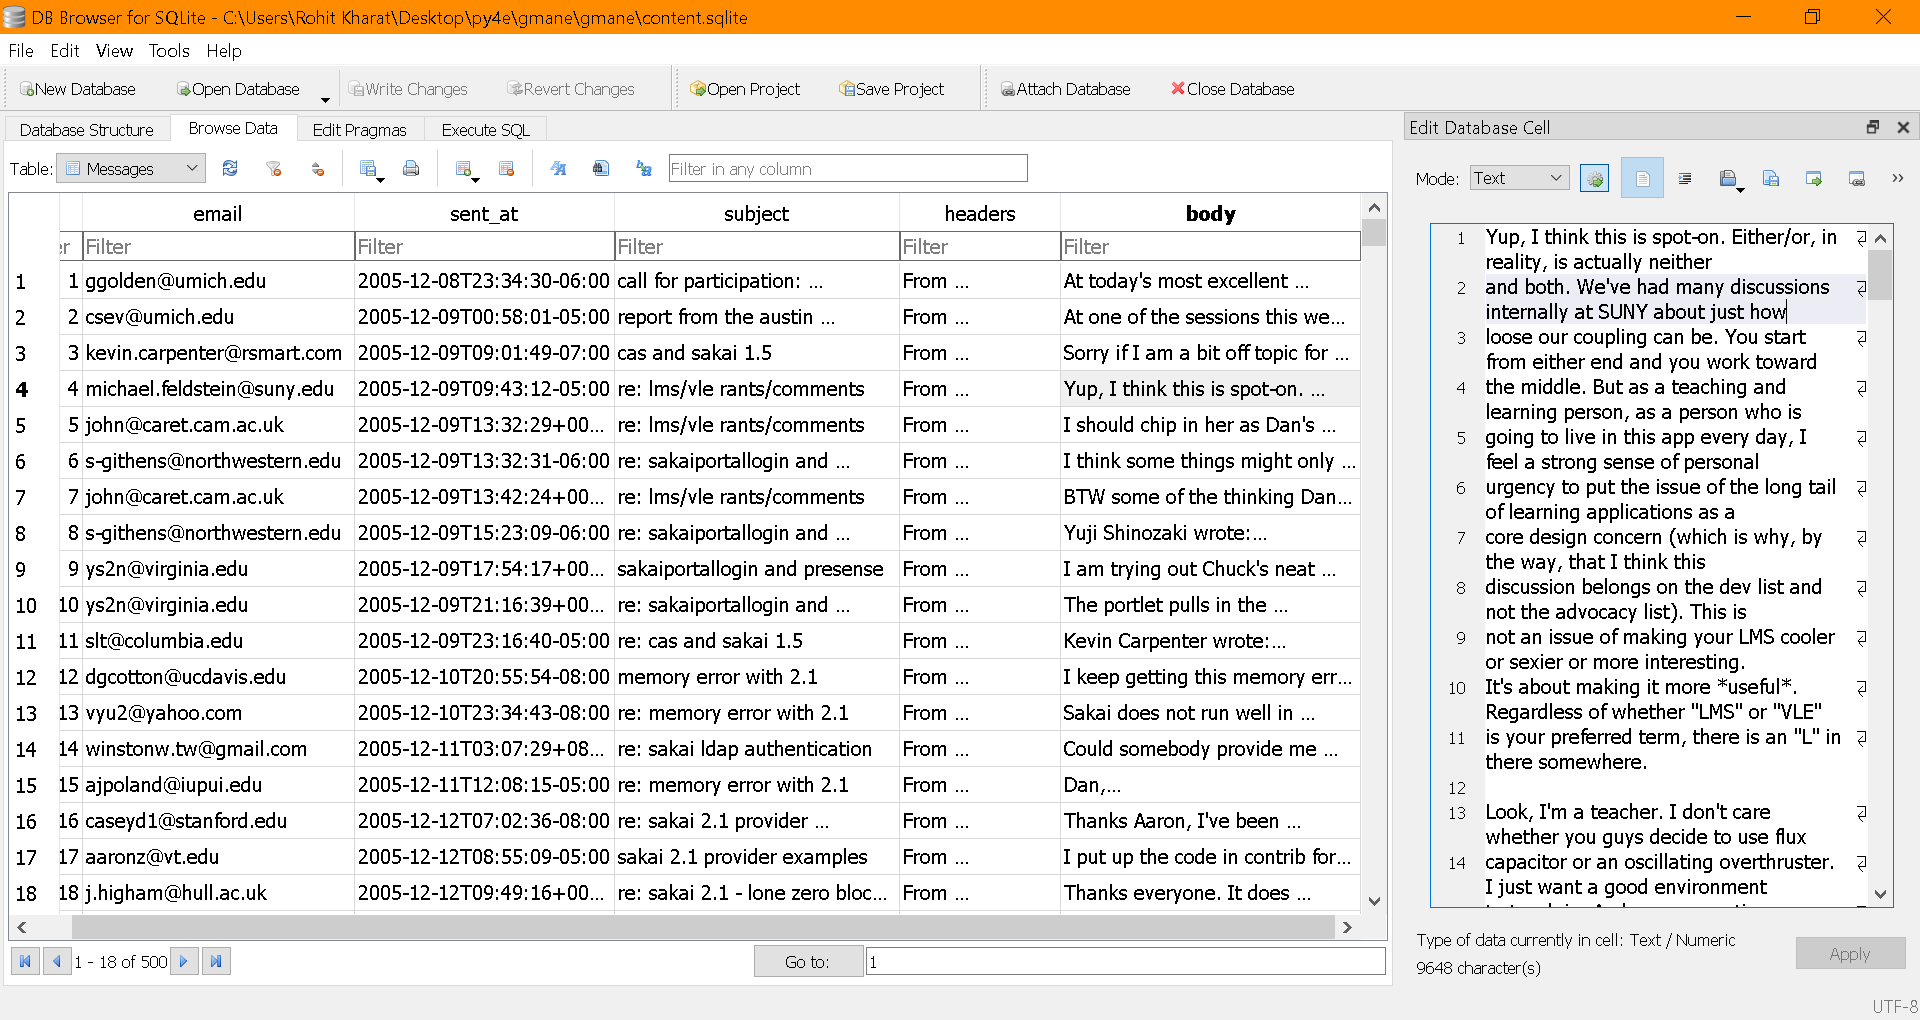 DB Browser for SQLite - C:\Users\Rohit Kharat\Desktop\py4e\gmane\gmane\content.sqlite
File Edit View Tools Help
New Database Open Database Write Changes Revert Changes Open Project Save Project Attach Database Close Database
Database Structure Browse Data Edit Pragmas Execute SQL
Table: Messages Filter in any column
email sent_at subject headers body
er Filter Filter Filter Filter Filter
1 1 ggolden@umich.edu 2005-12-08T23:34:30-06:00 call for participation: ... From ... At today's most excellent ...
2 2 csev@umich.edu 2005-12-09T00:58:01-05:00 report from the austin ... From ... At one of the sessions this we...
3 3 kevin.carpenter@rsmart.com 2005-12-09T09:01:49-07:00 cas and sakai 1.5 From ... Sorry if I am a bit off topic for ...
4 4 michael.feldstein@suny.edu 2005-12-09T09:43:12-05:00 re: lms/vle rants/comments From ... Yup, I think this is spot-on. ...
5 5 john@caret.cam.ac.uk 2005-12-09T13:32:29+00... re: lms/vle rants/comments From ... I should chip in her as Dan's ...
6 6 s-githens@northwestern.edu 2005-12-09T13:32:31-06:00 re: sakaiportallogin and ... From ... I think some things might only ...
7 7 john@caret.cam.ac.uk 2005-12-09T13:42:24+00... re: lms/vle rants/comments From ... BTW some of the thinking Dan...
8 8 s-githens@northwestern.edu 2005-12-09T15:23:09-06:00 re: sakaiportallogin and ... From ... Yuji Shinozaki wrote:...
9 9 ys2n@virginia.edu 2005-12-09T17:54:17+00... sakaiportallogin and presense From ... I am trying out Chuck's neat ...
10 10 ys2n@virginia.edu 2005-12-09T21:16:39+00... re: sakaiportallogin and ... From ... The portlet pulls in the ...
11 11 slt@columbia.edu 2005-12-09T23:16:40-05:00 re: cas and sakai 1.5 From ... Kevin Carpenter wrote:...
12 12 dgcotton@ucdavis.edu 2005-12-10T20:55:54-08:00 memory error with 2.1 From ... I keep getting this memory err...
13 13 vyu2@yahoo.com 2005-12-10T23:34:43-08:00 re: memory error with 2.1 From ... Sakai does not run well in ...
14 14 winstonw.tw@gmail.com 2005-12-11T03:07:29+08... re: sakai ldap authentication From ... Could somebody provide me ...
15 15 ajpoland@iupui.edu 2005-12-11T12:08:15-05:00 re: memory error with 2.1 From ... Dan,...
16 16 caseyd1@stanford.edu 2005-12-12T07:02:36-08:00 re: sakai 2.1 provider ... From ... Thanks Aaron, I've been ...
17 17 aaronz@vt.edu 2005-12-12T08:55:09-05:00 sakai 2.1 provider examples From ... I put up the code in contrib for...
18 18 j.higham@hull.ac.uk 2005-12-12T09:49:16+00... re: sakai 2.1 - lone zero bloc... From ... Thanks everyone. It does ...
1 - 18 of 500 Go to: 1
Edit Database Cell
Mode: Text
1 Yup, I think this is spot-on. Either/or, in
reality, is actually neither
2 and both. We've had many discussions
internally at SUNY about just how
3 loose our coupling can be. You start
from either end and you work toward
4 the middle. But as a teaching and
learning person, as a person who is
5 going to live in this app every day, I
feel a strong sense of personal
6 urgency to put the issue of the long tail
of learning applications as a
7 core design concern (which is why, by
the way, that I think this
8 discussion belongs on the dev list and
not the advocacy list). This is
9 not an issue of making your LMS cooler
or sexier or more interesting.
10 It's about making it more *useful*.
Regardless of whether "LMS" or "VLE"
11 is your preferred term, there is an "L" in
there somewhere.
12
13 Look, I'm a teacher. I don't care
whether you guys decide to use flux
14 capacitor or an oscillating overthruster.
I just want a good environment
Type of data currently in cell: Text / Numeric
9648 character(s)
Apply
UTF-8